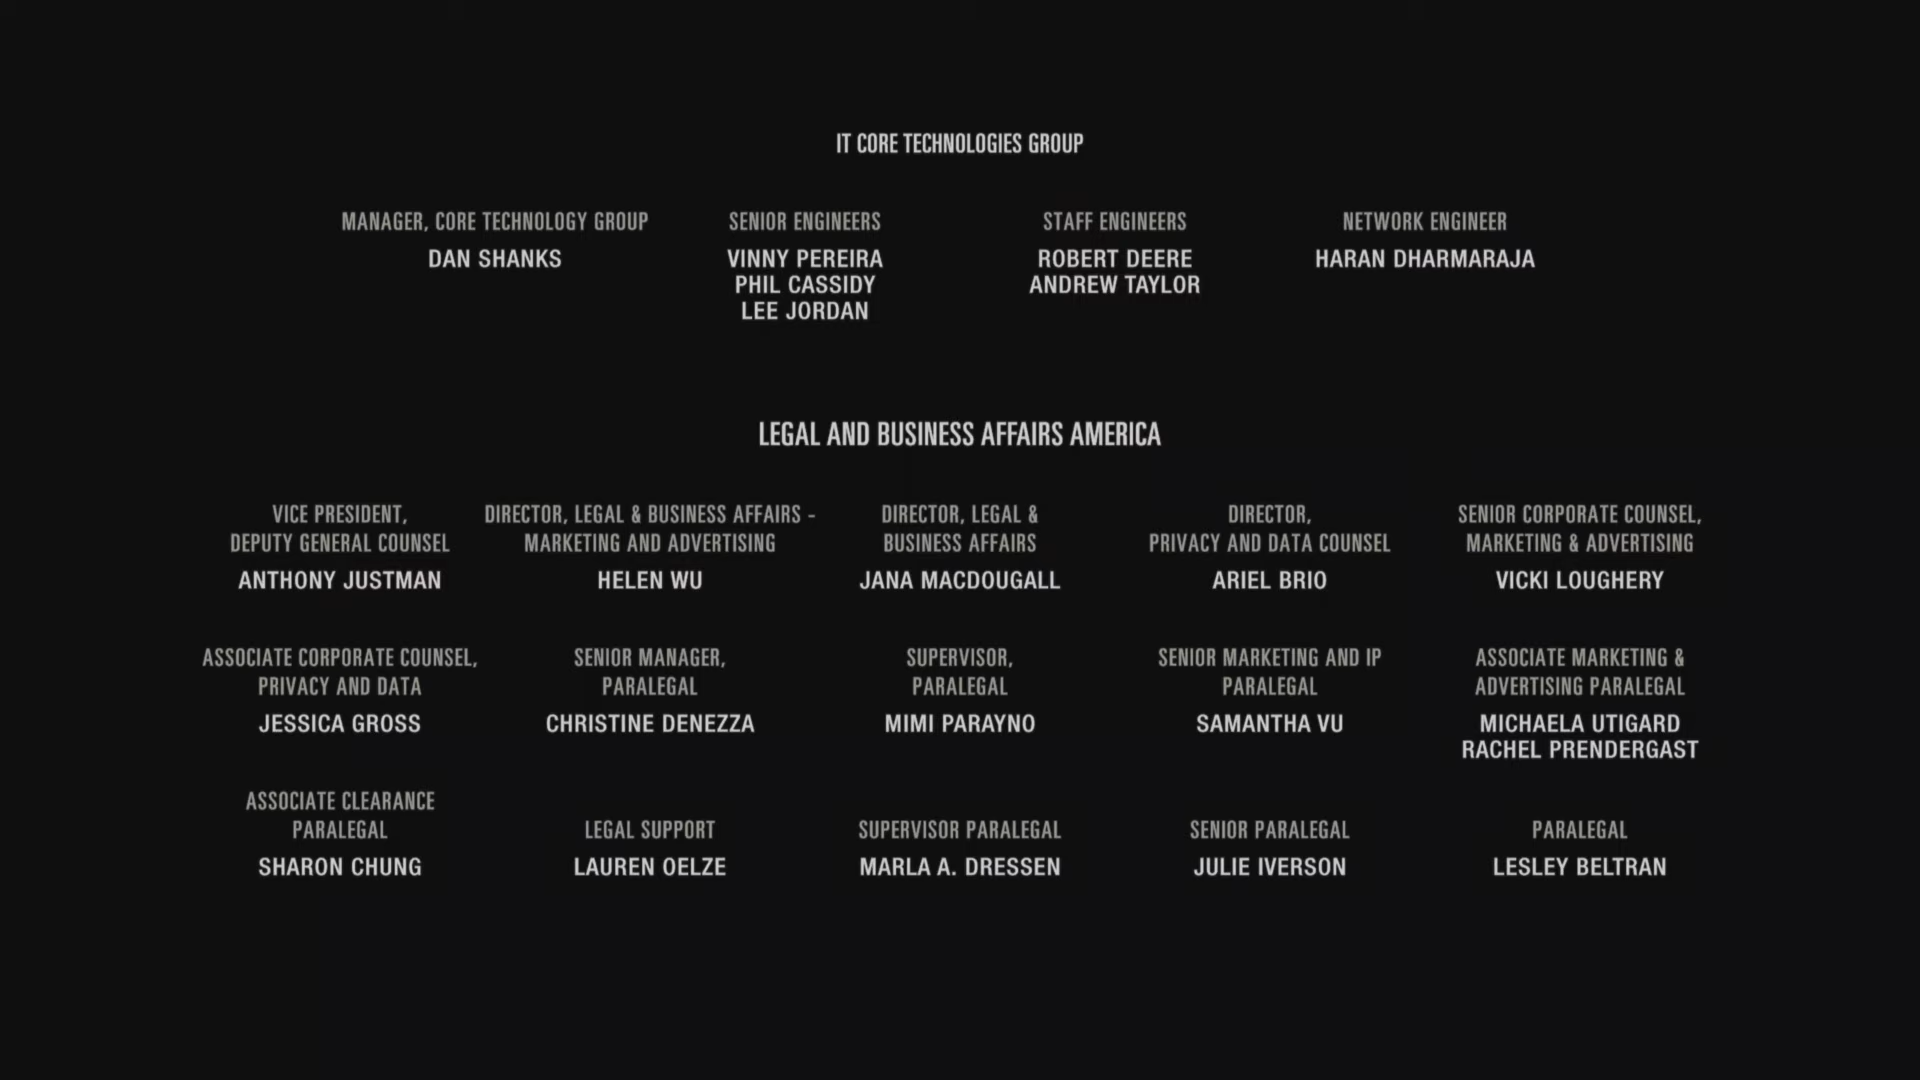 IT CORE TECHNOLOGIES GROUP
MANAGER, CORE TECHNOLOGY GROUP
DAN SHANKS
SENIOR ENGINEERS
VINNY PEREIRA
PHIL CASSIDY
LEE JORDAN
STAFF ENGINEERS
ROBERT DEERE
ANDREW TAYLOR
NETWORK ENGINEER
HARAN DHARMARAJA
LEGAL AND BUSINESS AFFAIRS AMERICA
VICE PRESIDENT,
DEPUTY GENERAL COUNSEL
ANTHONY JUSTMAN
DIRECTOR, LEGAL & BUSINESS AFFAIRS -
MARKETING AND ADVERTISING
HELEN WU
DIRECTOR, LEGAL &
BUSINESS AFFAIRS
JANA MACDOUGALL
DIRECTOR,
PRIVACY AND DATA COUNSEL
ARIEL BRIO
SENIOR CORPORATE COUNSEL,
MARKETING & ADVERTISING
VICKI LOUGHERY
ASSOCIATE CORPORATE COUNSEL,
PRIVACY AND DATA
JESSICA GROSS
SENIOR MANAGER,
PARALEGAL
CHRISTINE DENEZZA
SUPERVISOR,
PARALEGAL
MIMI PARAYNO
SENIOR MARKETING AND IP
PARALEGAL
SAMANTHA VU
ASSOCIATE MARKETING &
ADVERTISING PARALEGAL
MICHAELA UTIGARD
RACHEL PRENDERGAST
ASSOCIATE CLEARANCE
PARALEGAL
SHARON CHUNG
LEGAL SUPPORT
LAUREN OELZE
SUPERVISOR PARALEGAL
MARLA A. DRESSEN
SENIOR PARALEGAL
JULIE IVERSON
PARALEGAL
LESLEY BELTRAN